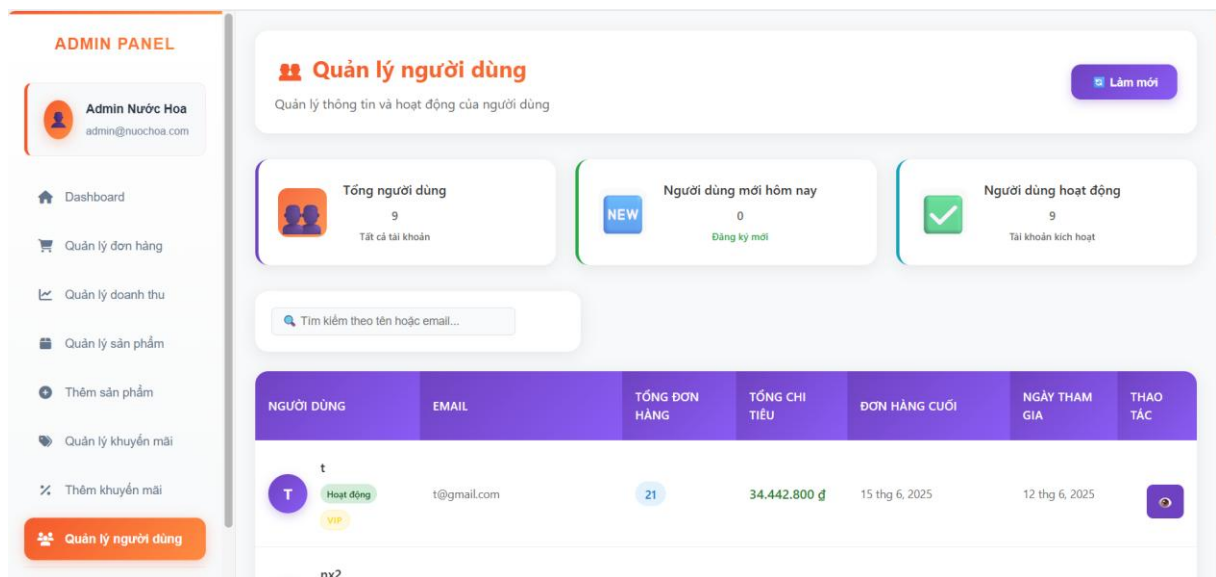 ADMIN PANEL
Admin Nước Hoa
admin@nuochoa.com
Dashboard
Quản lý đơn hàng
Quản lý doanh thu
Quản lý sản phẩm
Thêm sản phẩm
Quản lý khuyến mãi
Thêm khuyến mãi
Quản lý người dùng
Quản lý người dùng
Quản lý thông tin và hoạt động của người dùng
Làm mới
Tổng người dùng
9
Tất cả tài khoản
NEW
Người dùng mới hôm nay
0
Đăng ký mới
Người dùng hoạt động
9
Tài khoản kích hoạt
Tìm kiếm theo tên hoặc email...
NGƯỜI DÙNG
EMAIL
TỔNG ĐƠN
HÀNG
TỔNG CHI
TIÊU
ĐƠN HÀNG CUỐI
NGÀY THAM
GIA
THAO
TÁC
T
t
Hoạt động
VIP
t@gmail.com
21
34.442.800 ₫
15 thg 6, 2025
12 thg 6, 2025
nx2